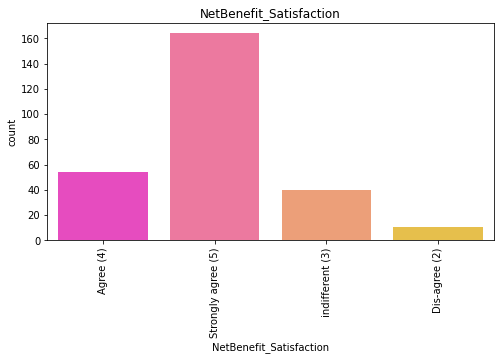 NetBenefit_Satisfaction
160
140
120
100
80
60
40
20
0
count
Agree (4)
Strongly agree (5)
indifferent (3)
Dis-agree (2)
NetBenefit_Satisfaction